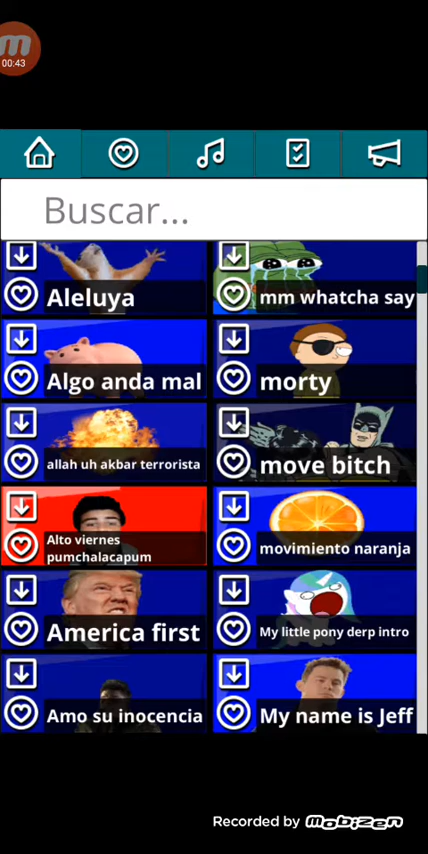 m
00:43
Buscar...
Aleluya
mm whatcha say
Algo anda mal
morty
allah uh akbar terrorista
move bitch
Alto viernes
pumchalacapum
movimiento naranja
America first
My little pony derp intro
Amo su inocencia
My name is Jeff
Recorded by mobizen